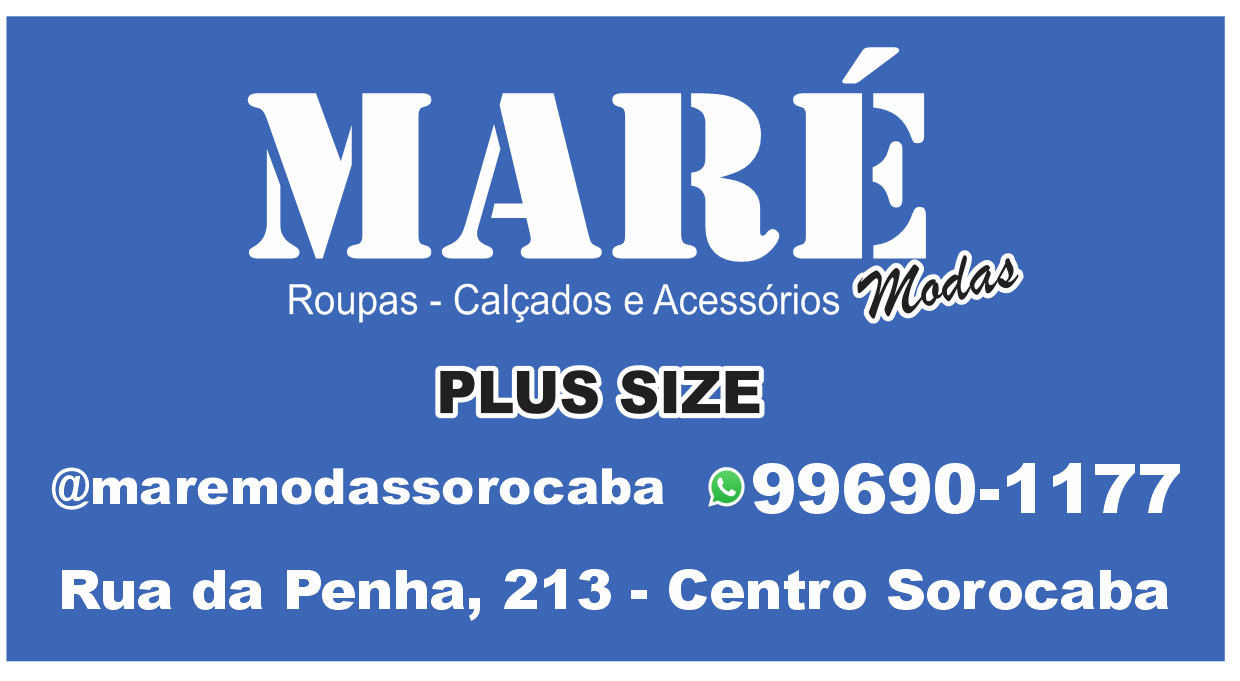 MARÉ
Roupas - Calçados e Acessórios Modas
PLUS SIZE
@maremodassorocaba 99690-1177
Rua da Penha, 213 - Centro Sorocaba